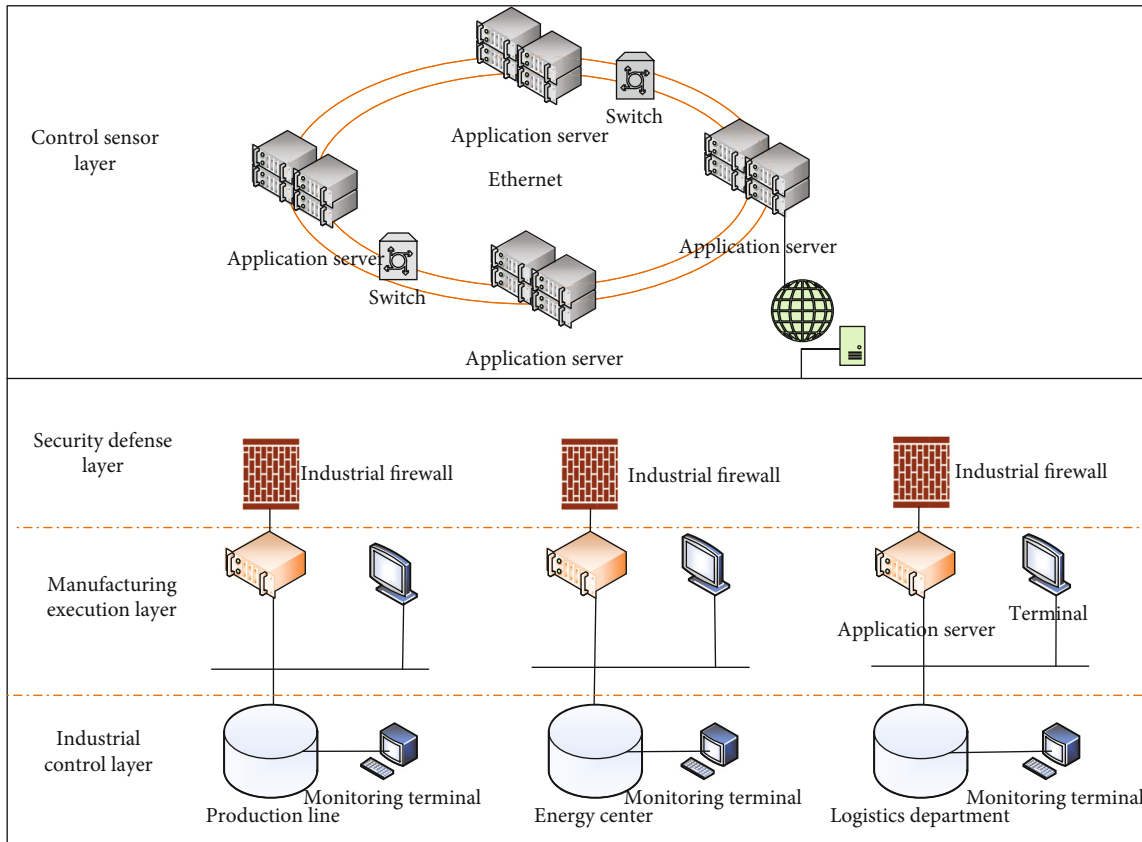 Switch
Application server
Control sensor
layer
Ethernet
Application server
Application server
Switch
Application server
Security defense
layer
Industrial firewall
Industrial firewall
Industrial firewall
Manufacturing
execution layer
Terminal
Application server
Industrial
control layer
Monitoring terminal
Monitoring terminal
Monitoring terminal
Production line
Energy center
Logistics department